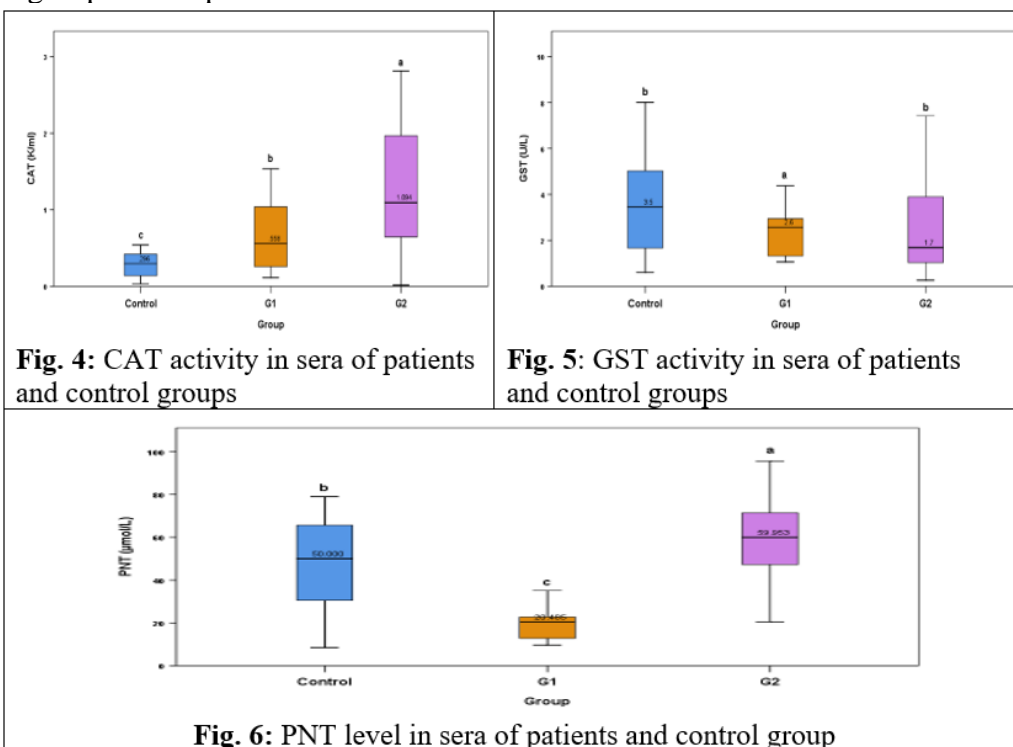 3
2
1
0
CAT (K/ml)
c
b
a
.556
1.094
Control
G1
G2
Group
Fig. 4: CAT activity in sera of patients
and control groups
10
8
6
4
2
0
GST (U/L)
b
a
b
3.5
2.6
1.7
Control
G1
G2
Group
Fig. 5: GST activity in sera of patients
and control groups
100
80
60
40
20
0
PNT (µmol/L)
b
c
a
50.000
59.953
Control
G1
G2
Group
Fig. 6: PNT level in sera of patients and control group